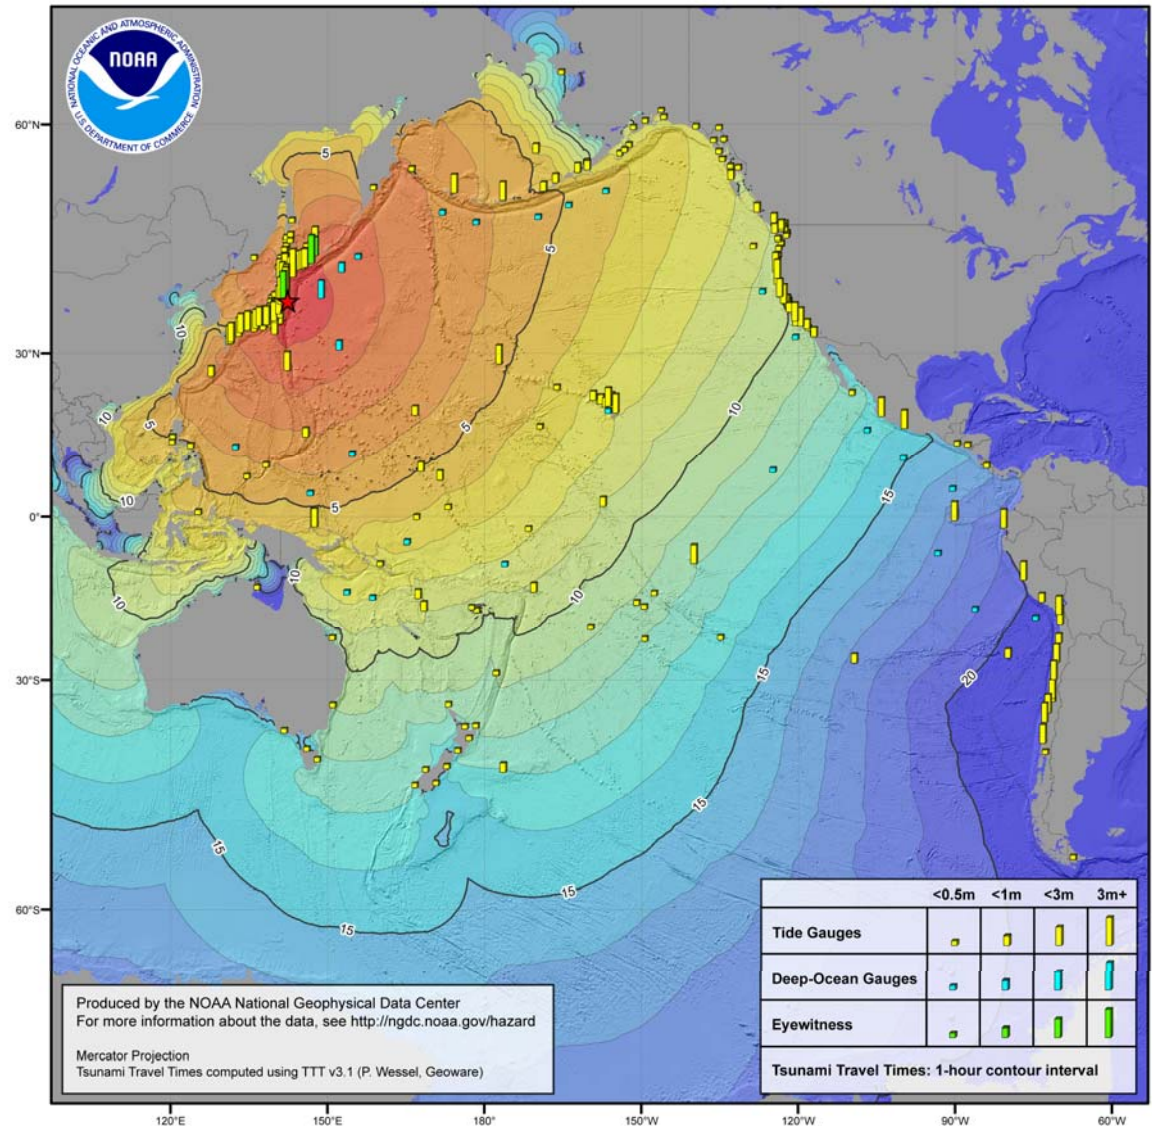 NATIONAL OCEANIC AND ATMOSPHERIC ADMINISTRATION
NOAA
U.S. DEPARTMENT OF COMMERCE
60°N
30°N
0°
30°S
60°S
5
5
10
5
10
5
10
5
10
15
10
10
10
15
20
15
15
15
15
<0.5m <1m <3m 3m+
Tide Gauges
Deep-Ocean Gauges
Eyewitness
Tsunami Travel Times: 1-hour contour interval
Produced by the NOAA National Geophysical Data Center
For more information about the data, see http://ngdc.noaa.gov/hazard
Mercator Projection
Tsunami Travel Times computed using TTT v3.1 (P. Wessel, Geoware)
120°E 150°E 180° 150°W 120°W 90°W 60°W